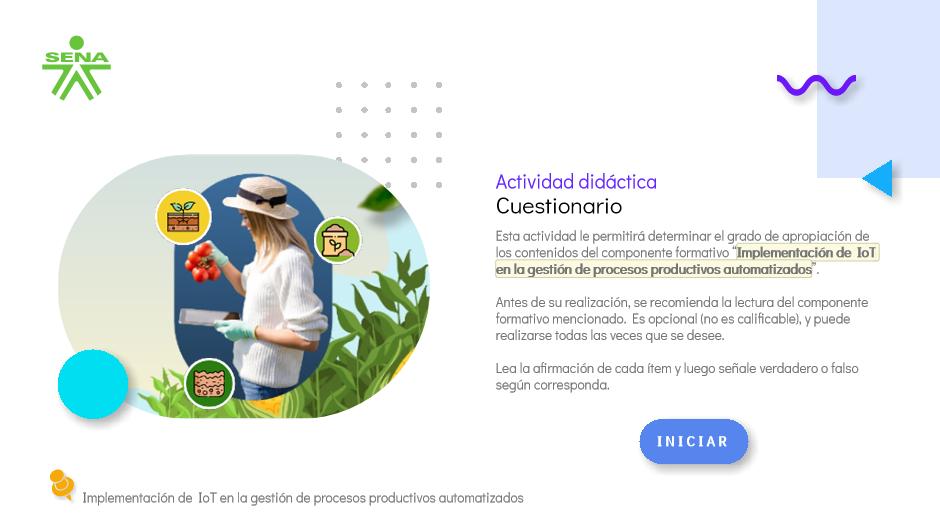 SENA
Actividad didáctica
Cuestionario
Esta actividad le permitirá determinar el grado de apropiación de
los contenidos del componente formativo “Implementación de IoT
en la gestión de procesos productivos automatizados”.
Antes de su realización, se recomienda la lectura del componente
formativo mencionado. Es opcional (no es calificable), y puede
realizarse todas las veces que se desee.
Lea la afirmación de cada ítem y luego señale verdadero o falso
según corresponda.
INICIAR
Implementación de IoT en la gestión de procesos productivos automatizados